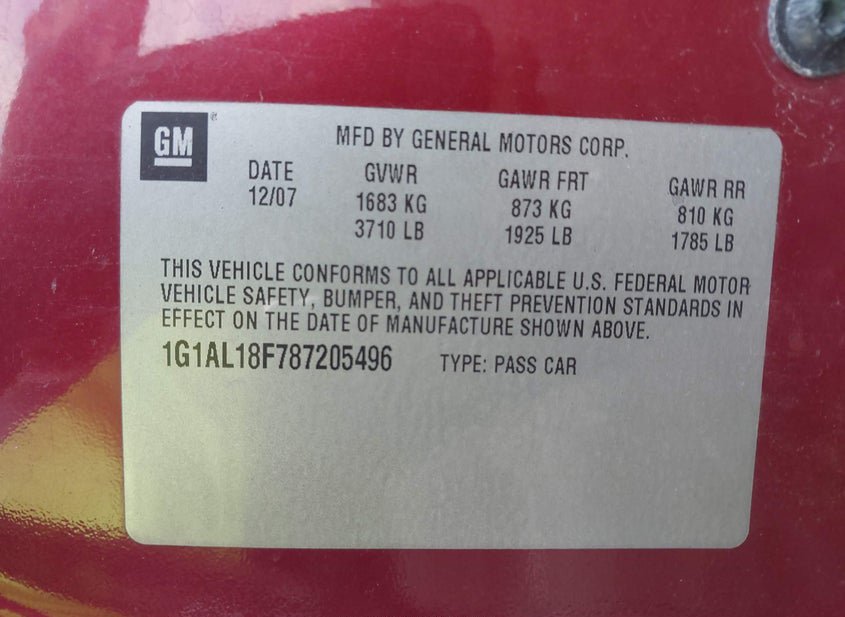 GM
MFD BY GENERAL MOTORS CORP.
DATE GVWR GAWR FRT GAWR RR
12/07 1683 KG 873 KG 810 KG
3710 LB 1925 LB 1785 LB
THIS VEHICLE CONFORMS TO ALL APPLICABLE U.S. FEDERAL MOTOR
VEHICLE SAFETY, BUMPER, AND THEFT PREVENTION STANDARDS IN
EFFECT ON THE DATE OF MANUFACTURE SHOWN ABOVE.
1G1AL18F787205496 TYPE: PASS CAR